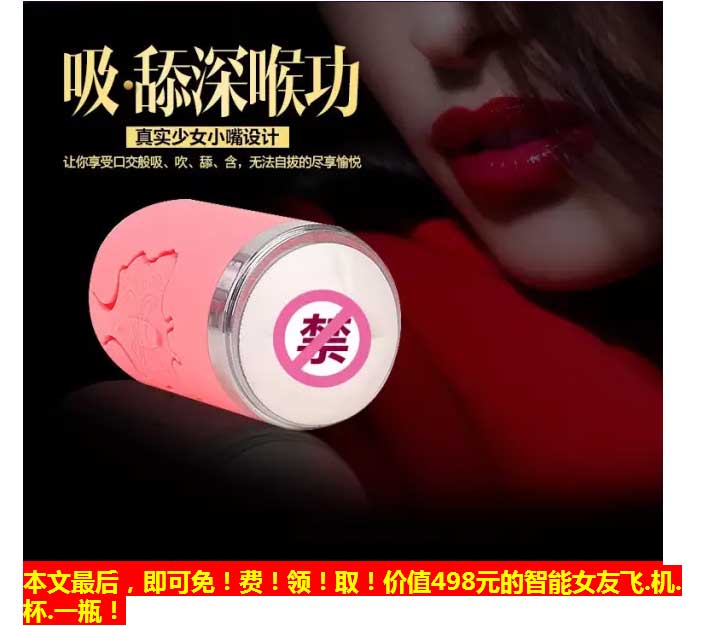 吸·舔深喉功
真实少女小嘴设计
让你享受口交般吸、吹、舔、含，无法自拔的尽享愉悦
禁
本文最后，即可免！费！领！取！价值498元的智能女友飞.机.
杯.一瓶！